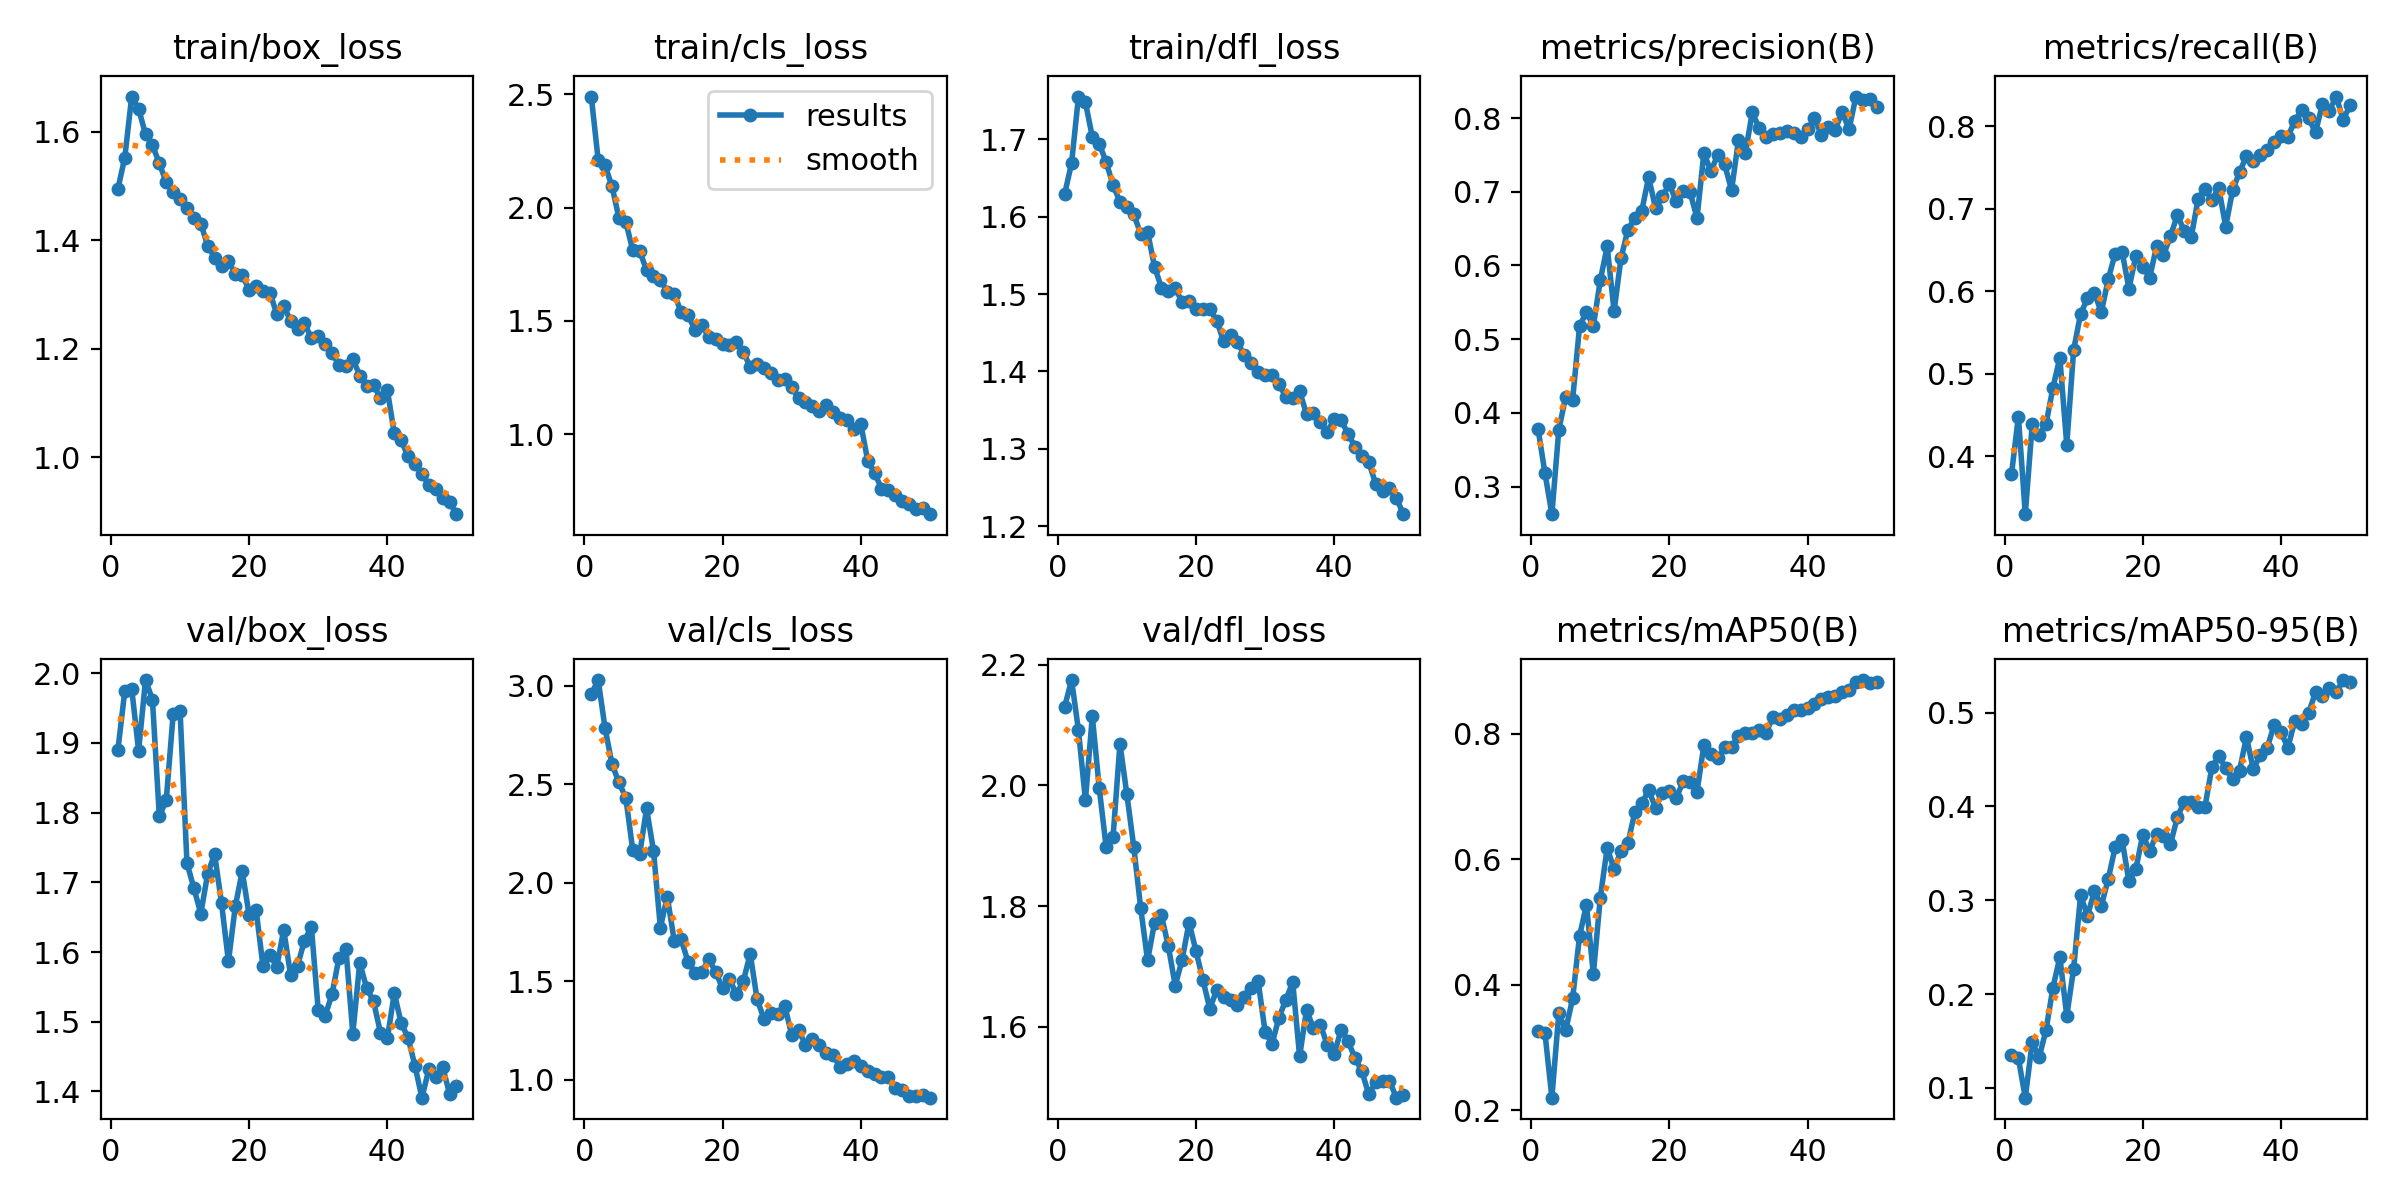 train/box_loss
1.6
1.4
1.2
1.0
0 20 40
train/cls_loss
2.5
2.0
1.5
1.0
0 20 40
results
smooth
train/dfl_loss
1.7
1.6
1.5
1.4
1.3
1.2
0 20 40
metrics/precision(B)
0.8
0.7
0.6
0.5
0.4
0.3
0 20 40
metrics/recall(B)
0.8
0.7
0.6
0.5
0.4
0 20 40
val/box_loss
2.0
1.9
1.8
1.7
1.6
1.5
1.4
0 20 40
val/cls_loss
3.0
2.5
2.0
1.5
1.0
0 20 40
val/dfl_loss
2.2
2.0
1.8
1.6
0 20 40
metrics/mAP50(B)
0.8
0.6
0.4
0.2
0 20 40
metrics/mAP50-95(B)
0.5
0.4
0.3
0.2
0.1
0 20 40